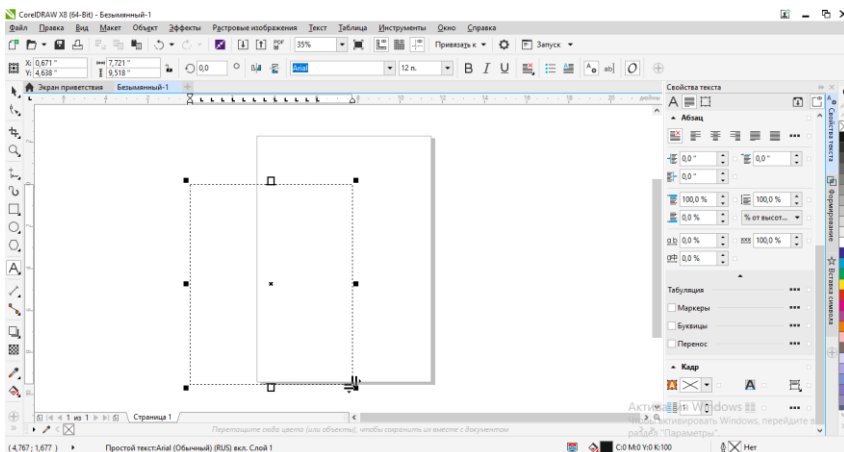 CorelDRAW X8 (64-Bit) - Безымянный-1
Файл Правка Вид Макет Объект Эффекты Растровые изображения Текст Таблица Инструменты Окно Справка
35% Привязать к Запуск
X: 0,671 " 7,721 " 0,0 ° Arial 12 п. B I U
Y: 4,638 " 9,518 "
Экран приветствия Безымянный-1
Свойства текста
Абзац
0,0 " 0,0 "
0,0 "
100,0 % 100,0 %
0,0 % % от высот...
ab 0,0 % 100,0 %
0,0 %
Табуляция
Маркеры
Буквицы
Перенос
Кадр
Свойства текста
Формирование
Вставка символа
1 из 1 Страница 1
Активация Windows
Чтобы активировать Windows, перейдите в раздел "Параметры".
Перетащите сюда цвета (или объекты), чтобы сохранить их вместе с документом
( 4,767 ; 1,677 ) Простой текст:Arial (Обычный) (RUS) вкл. Слой 1 C:0 M:0 Y:0 K:100 Нет